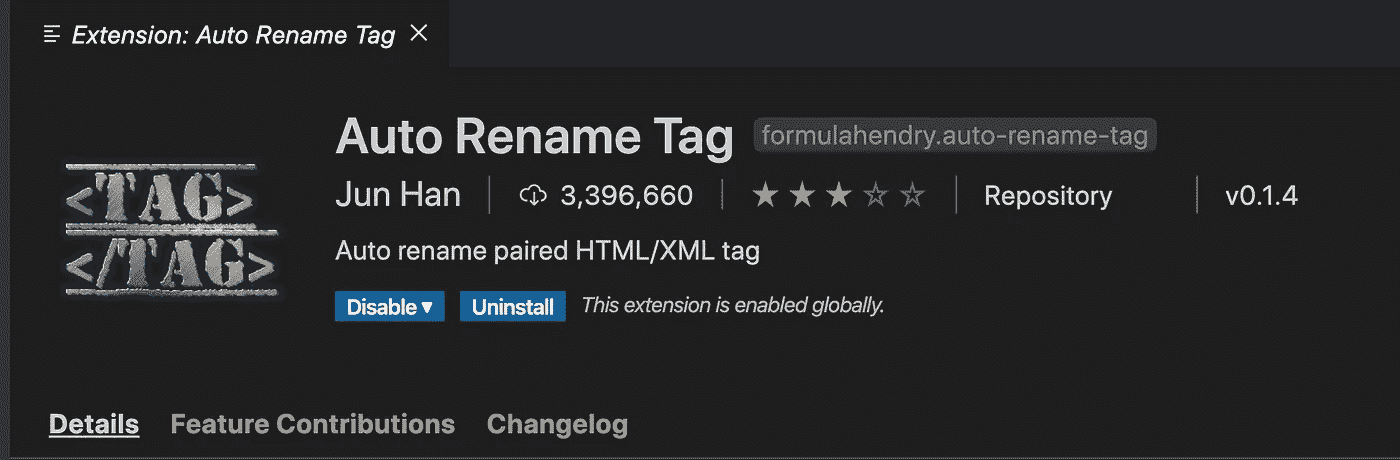 Extension: Auto Rename Tag
Auto Rename Tag formulahendry.auto-rename-tag
<TAG>
</TAG>
Jun Han 3,396,660 Repository v0.1.4
Auto rename paired HTML/XML tag
Disable Uninstall This extension is enabled globally.
Details Feature Contributions Changelog